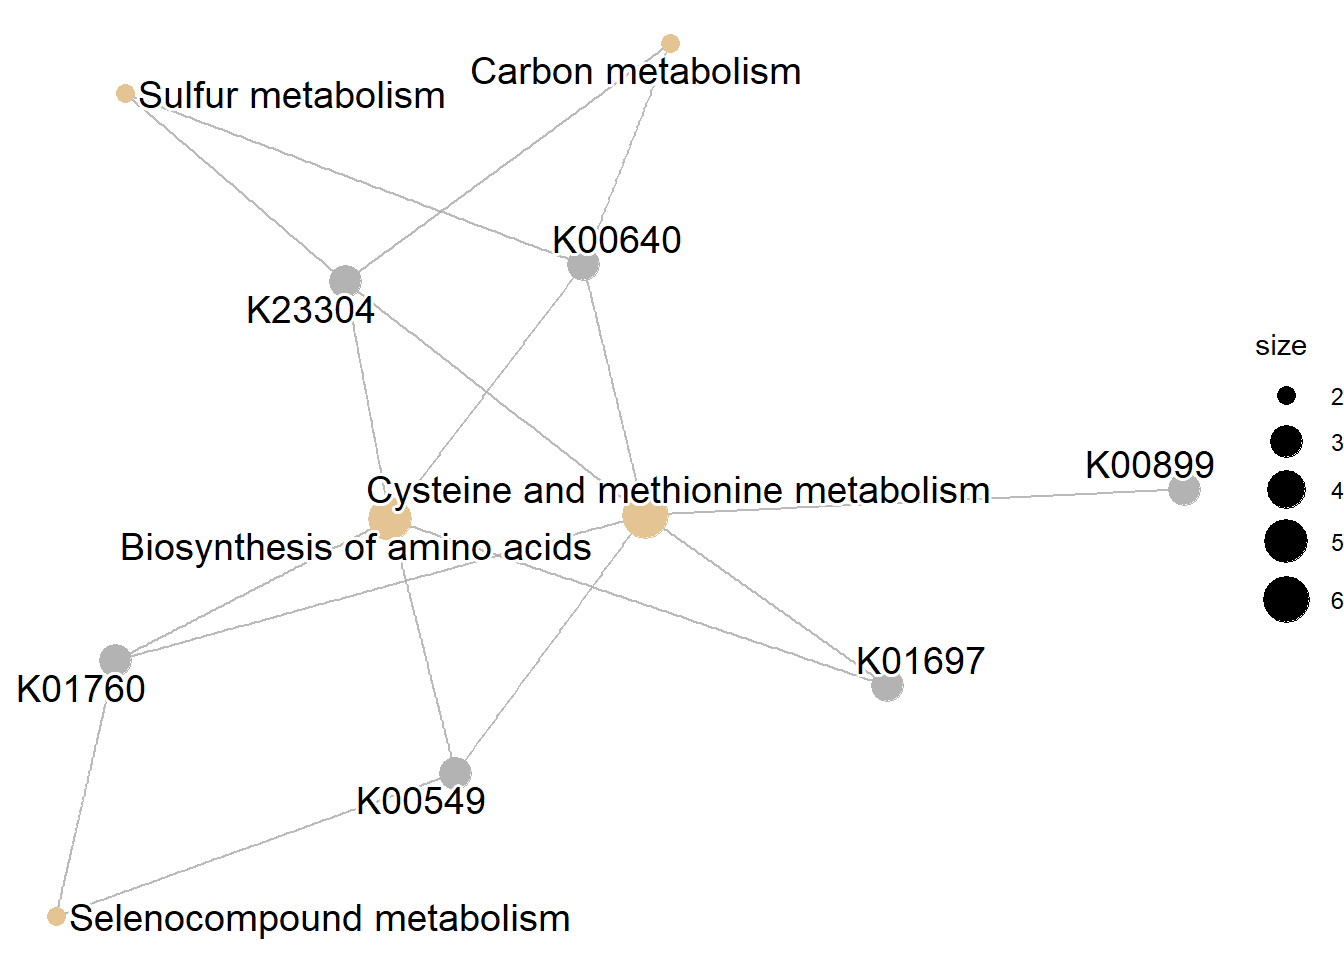 Carbon metabolism
Sulfur metabolism
K00640
K23304
size
2
3
4
5
6
K00899
Cysteine and methionine metabolism
Biosynthesis of amino acids
K01697
K01760
K00549
Selenocompound metabolism